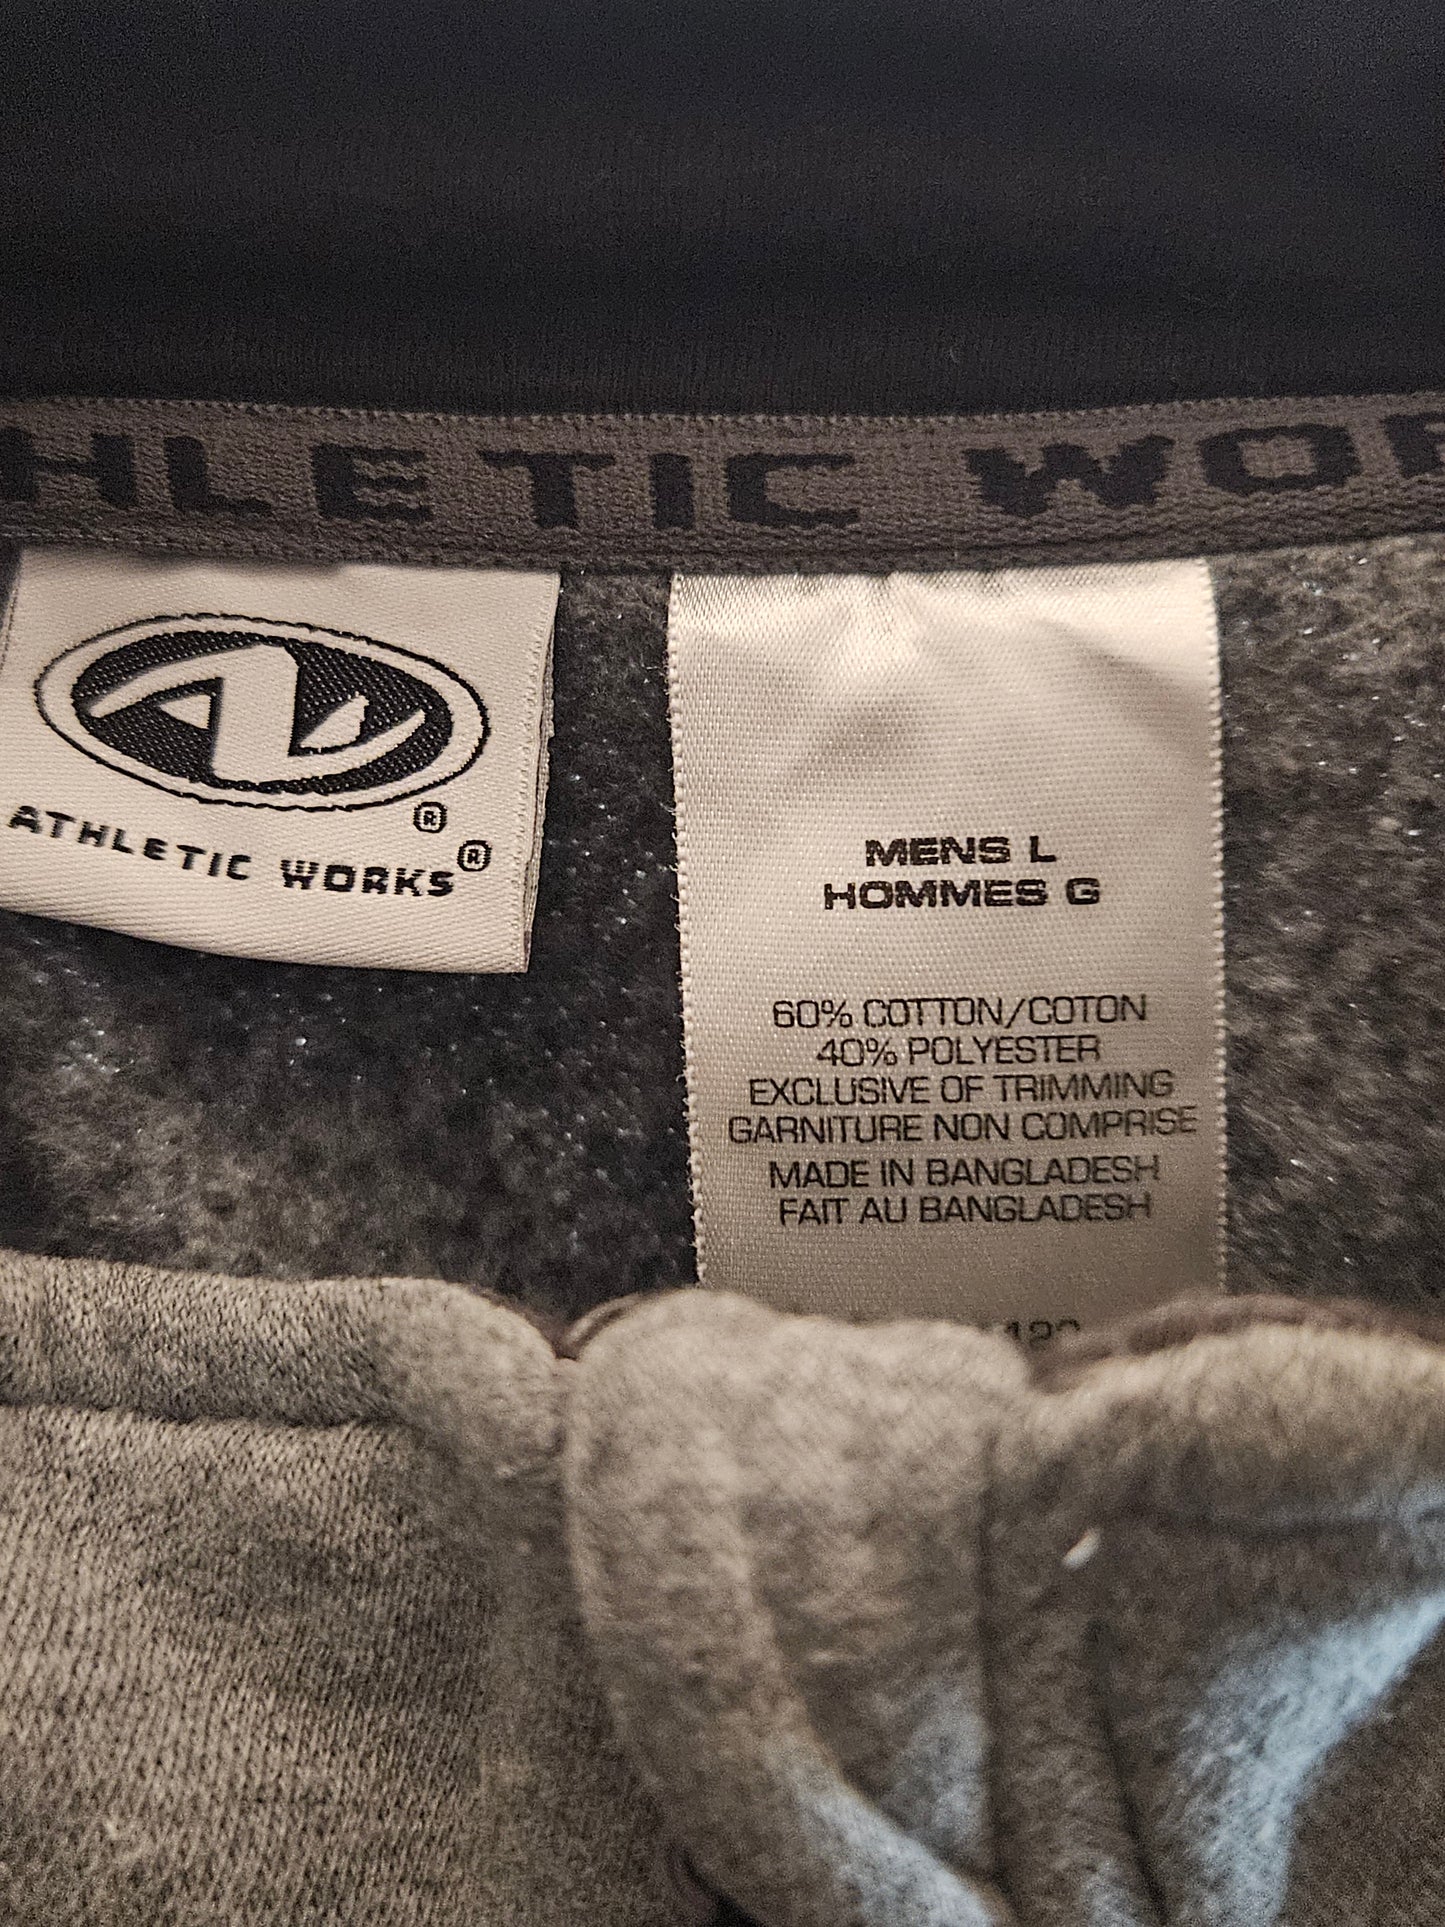 HLETIC WOR
AW
ATHLETIC WORKS®
®
MENS L
HOMMES G
60% COTTON/COTON
40% POLYESTER
EXCLUSIVE OF TRIMMING
GARNITURE NON COMPRISE
MADE IN BANGLADESH
FAIT AU BANGLADESH